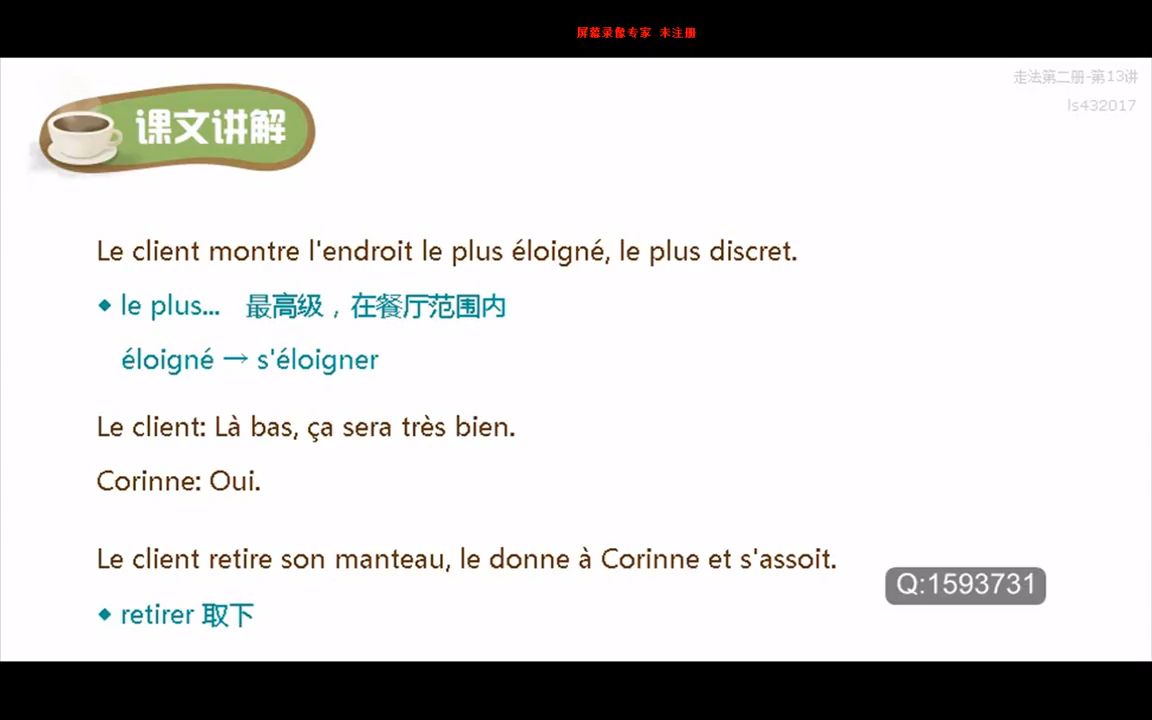 屏幕录像专家 未注册
走法第二册-第13讲
ls432017
课文讲解
Le client montre l'endroit le plus éloigné, le plus discret.
◆ le plus... 最高级，在餐厅范围内
éloigné → s'éloigner
Le client: Là bas, ça sera très bien.
Corinne: Oui.
Le client retire son manteau, le donne à Corinne et s'assoit.
Q:1593731
◆ retirer 取下